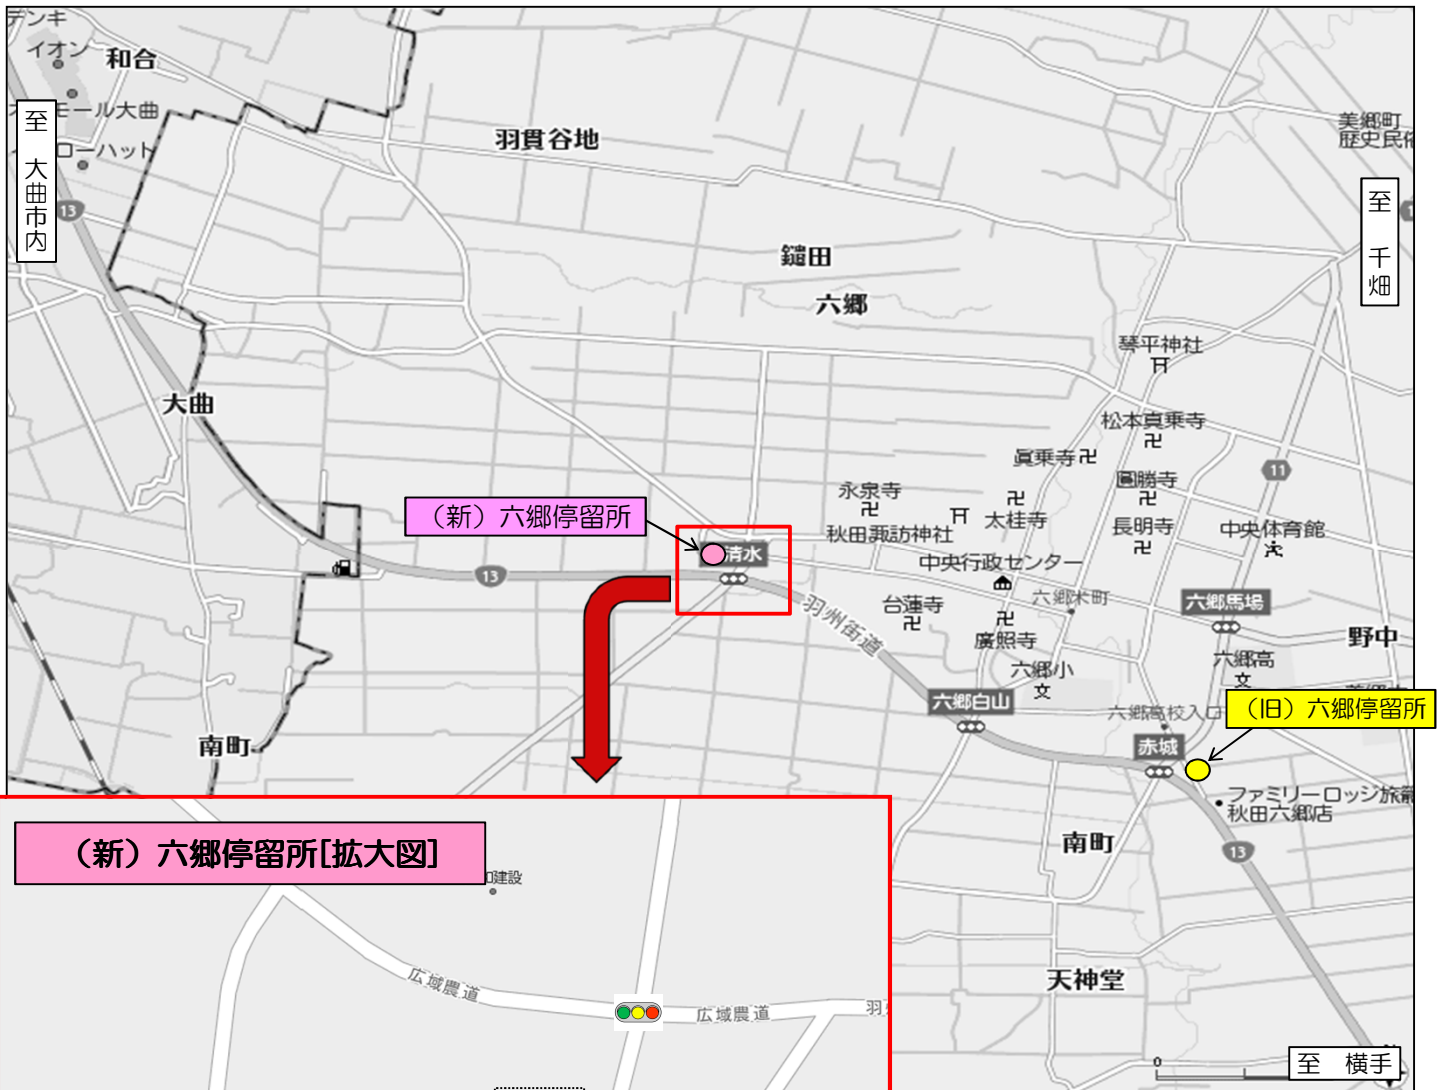 デンキ
イオン
和合
モール大曲
ローハット
至 大曲市内
13
羽貫谷地
美郷町
歴史民俗
至 千畑
鑓田
六郷
琴平神社
大曲
松本真乗寺
眞乗寺
11
永泉寺
圓勝寺
（新）六郷停留所
太桂寺
長明寺
中央体育館
秋田諏訪神社
清水
中央行政センター
13
六郷米町
六郷馬場
台蓮寺
羽州街道
廣照寺
野中
六郷小
六郷高
六郷白山
六郷高校入口
（旧）六郷停留所
南町
赤城
ファミリーロッジ旅籠
秋田六郷店
南町
13
（新）六郷停留所[拡大図]
建設
天神堂
広域農道
広域農道
羽
0
至 横手